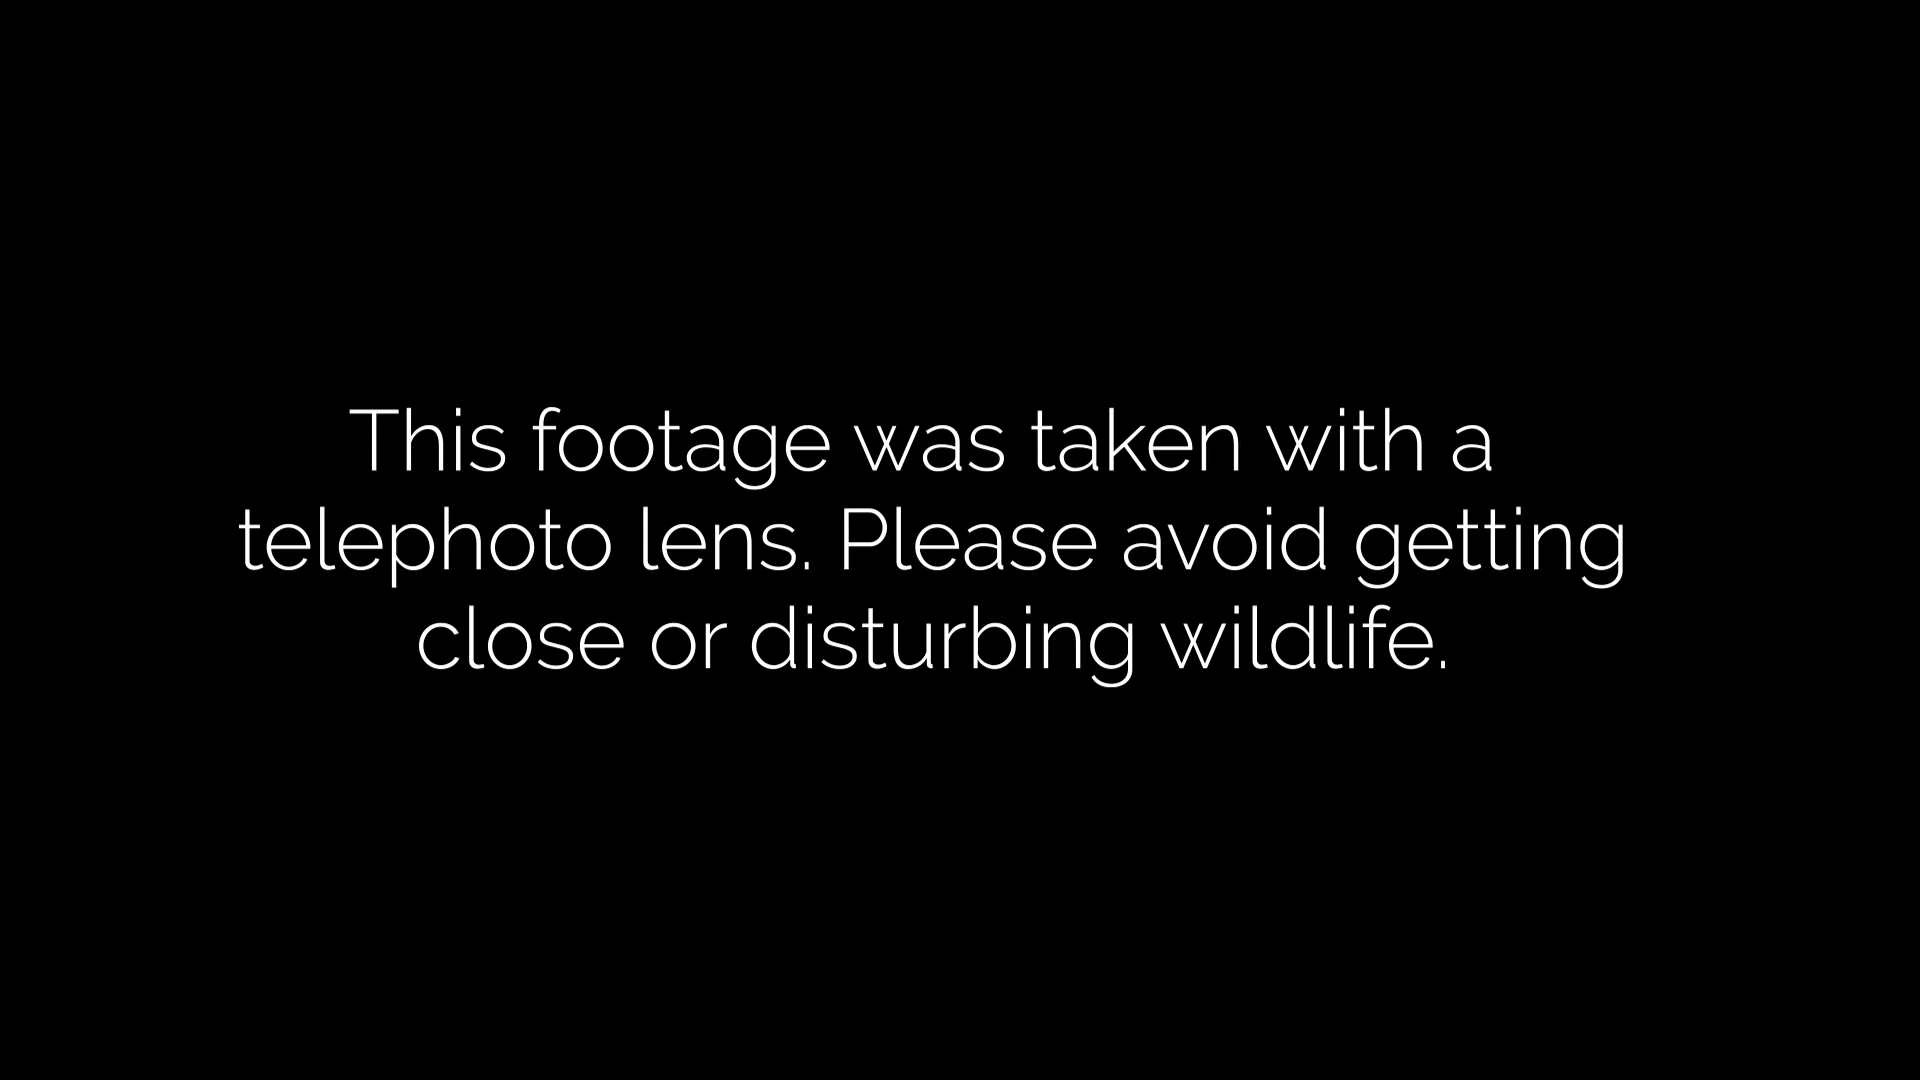 This footage was taken with a
telephoto lens. Please avoid getting
close or disturbing wildlife.